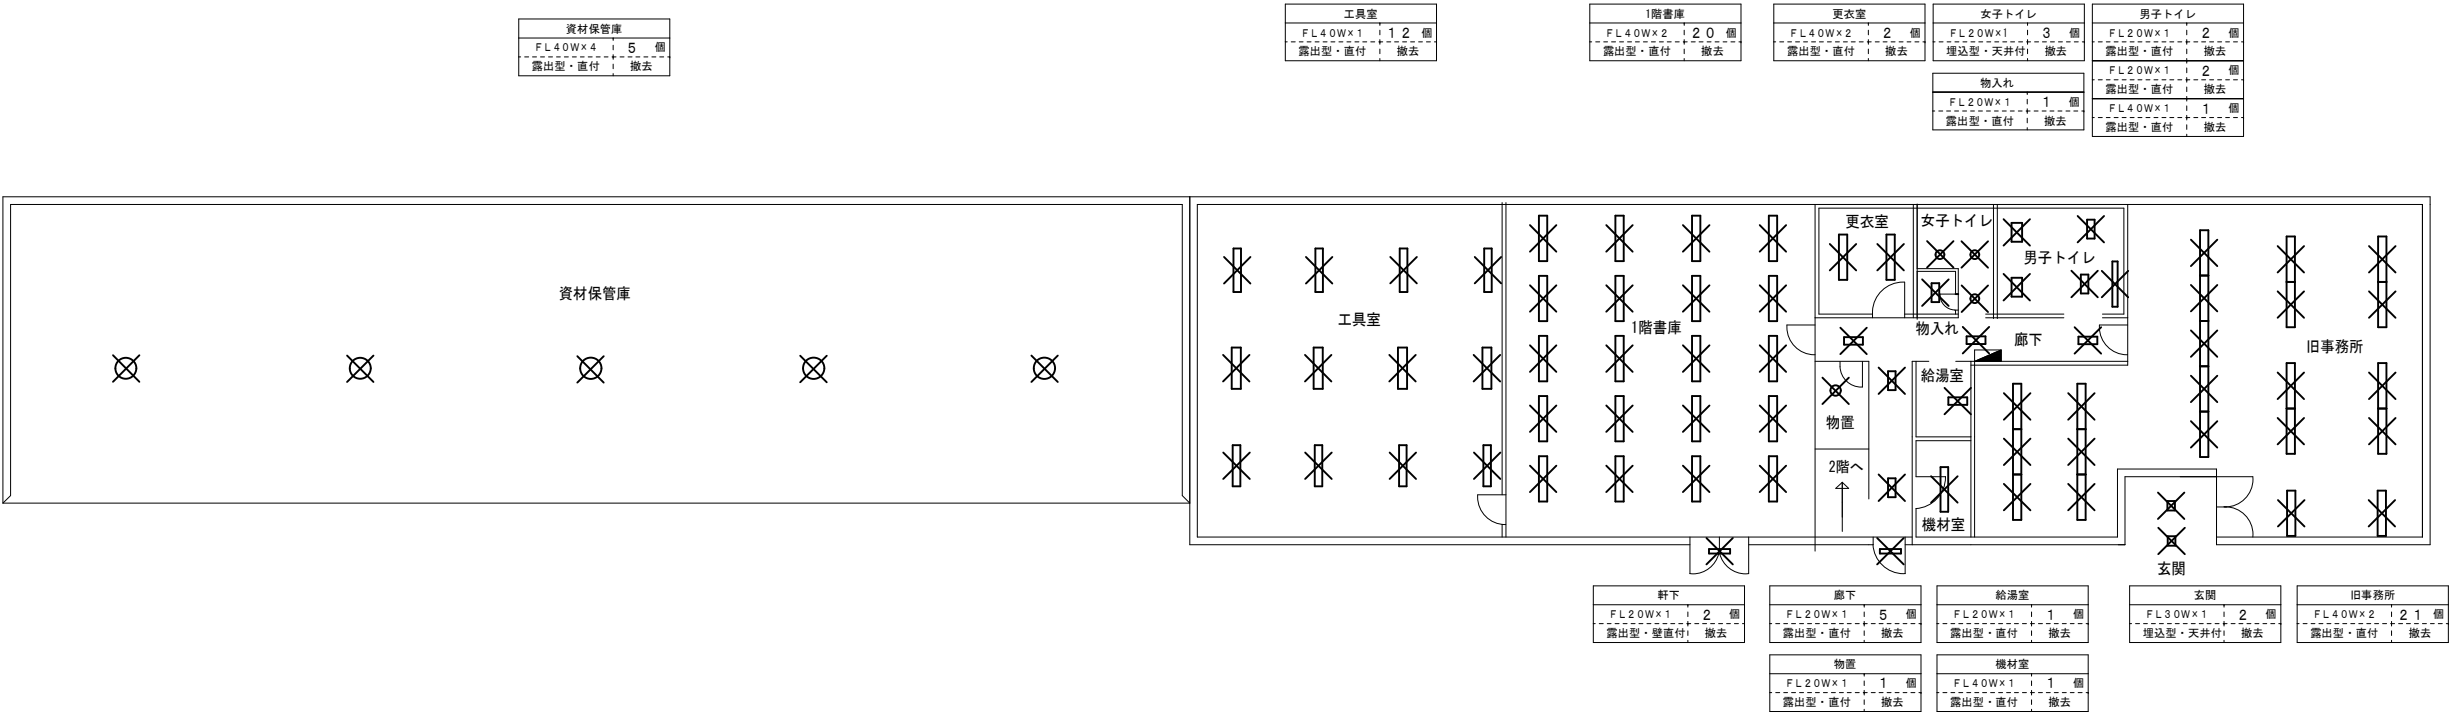 資材保管庫
FL40W×4 5 個
露出型・直付 撤去
工具室
FL40W×1 12 個
露出型・直付 撤去
1階書庫
FL40W×2 20 個
露出型・直付 撤去
更衣室
FL40W×2 2 個
露出型・直付 撤去
女子トイレ
FL20W×1 3 個
埋込型・天井付 撤去
男子トイレ
FL20W×1 2 個
露出型・直付 撤去
FL20W×1 2 個
露出型・直付 撤去
FL40W×1 1 個
露出型・直付 撤去
物入れ
FL20W×1 1 個
露出型・直付 撤去
資材保管庫
工具室
1階書庫
更衣室
女子トイレ
男子トイレ
物入れ
廊下
旧事務所
給湯室
物置
2階へ
機材室
玄関
軒下
FL20W×1 2 個
露出型・壁直付 撤去
廊下
FL20W×1 5 個
露出型・直付 撤去
給湯室
FL20W×1 1 個
露出型・直付 撤去
玄関
FL30W×1 2 個
埋込型・天井付 撤去
旧事務所
FL40W×2 21 個
露出型・直付 撤去
物置
FL20W×1 1 個
露出型・直付 撤去
機材室
FL40W×1 1 個
露出型・直付 撤去